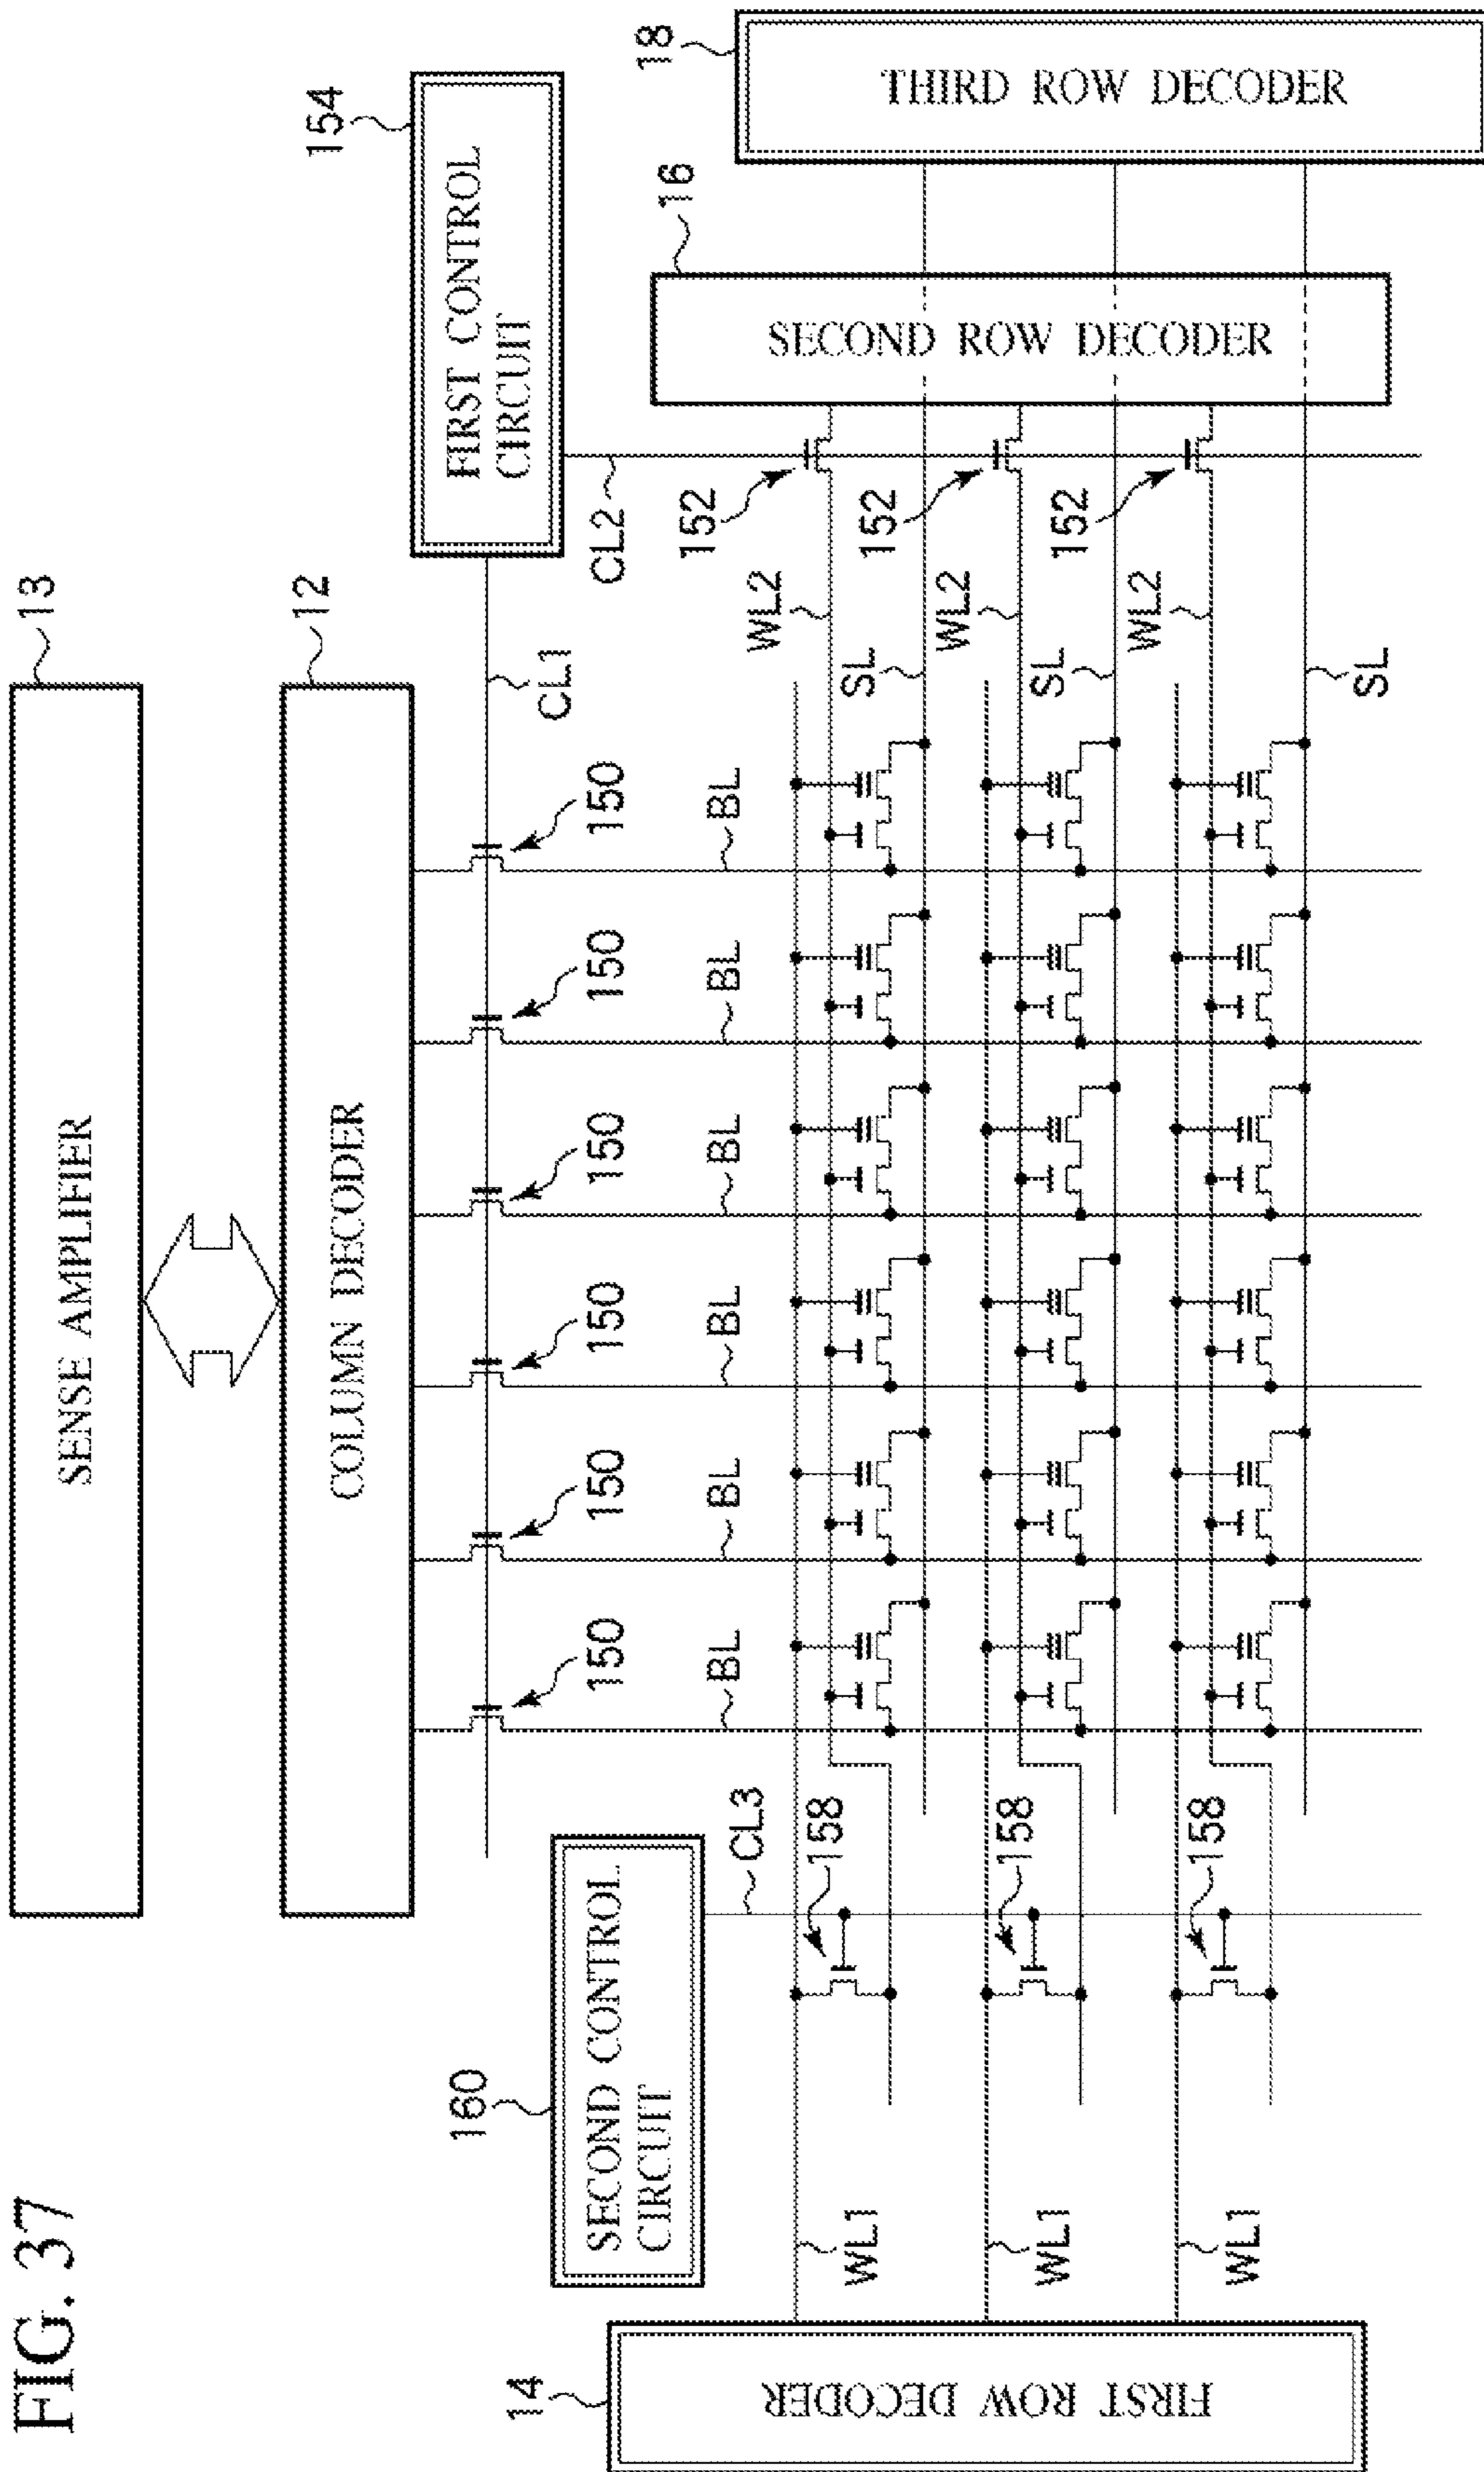 FIG. 37
13
SENSE AMPLIFIER
12
COLUMN DECODER
154
FIRST CONTROL
CIRCUIT
CL1
160
SECOND CONTROL
CIRCUIT
150
150
150
150
150
150
CL2
14
FIRST ROW DECODER
16
SECOND ROW DECODER
18
THIRD ROW DECODER
BL
BL
BL
BL
BL
BL
CL3
152
WL2
158
WL1
SL
152
WL2
158
WL1
SL
152
WL2
158
WL1
SL